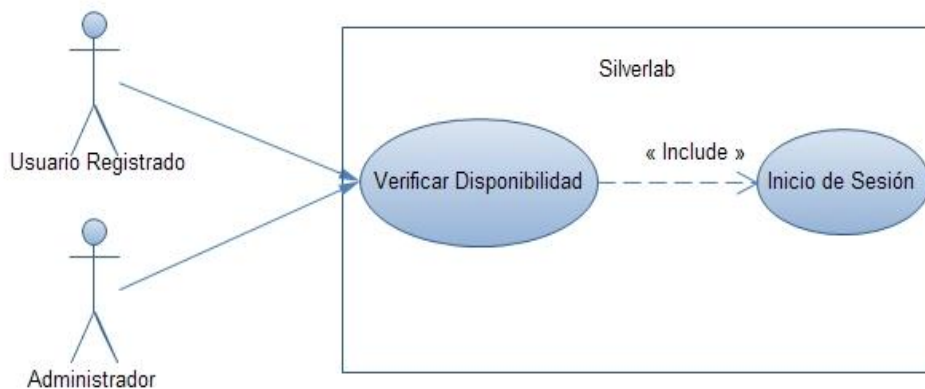 Silverlab
Usuario Registrado
Verificar Disponibilidad
« Include »
Inicio de Sesión
Administrador